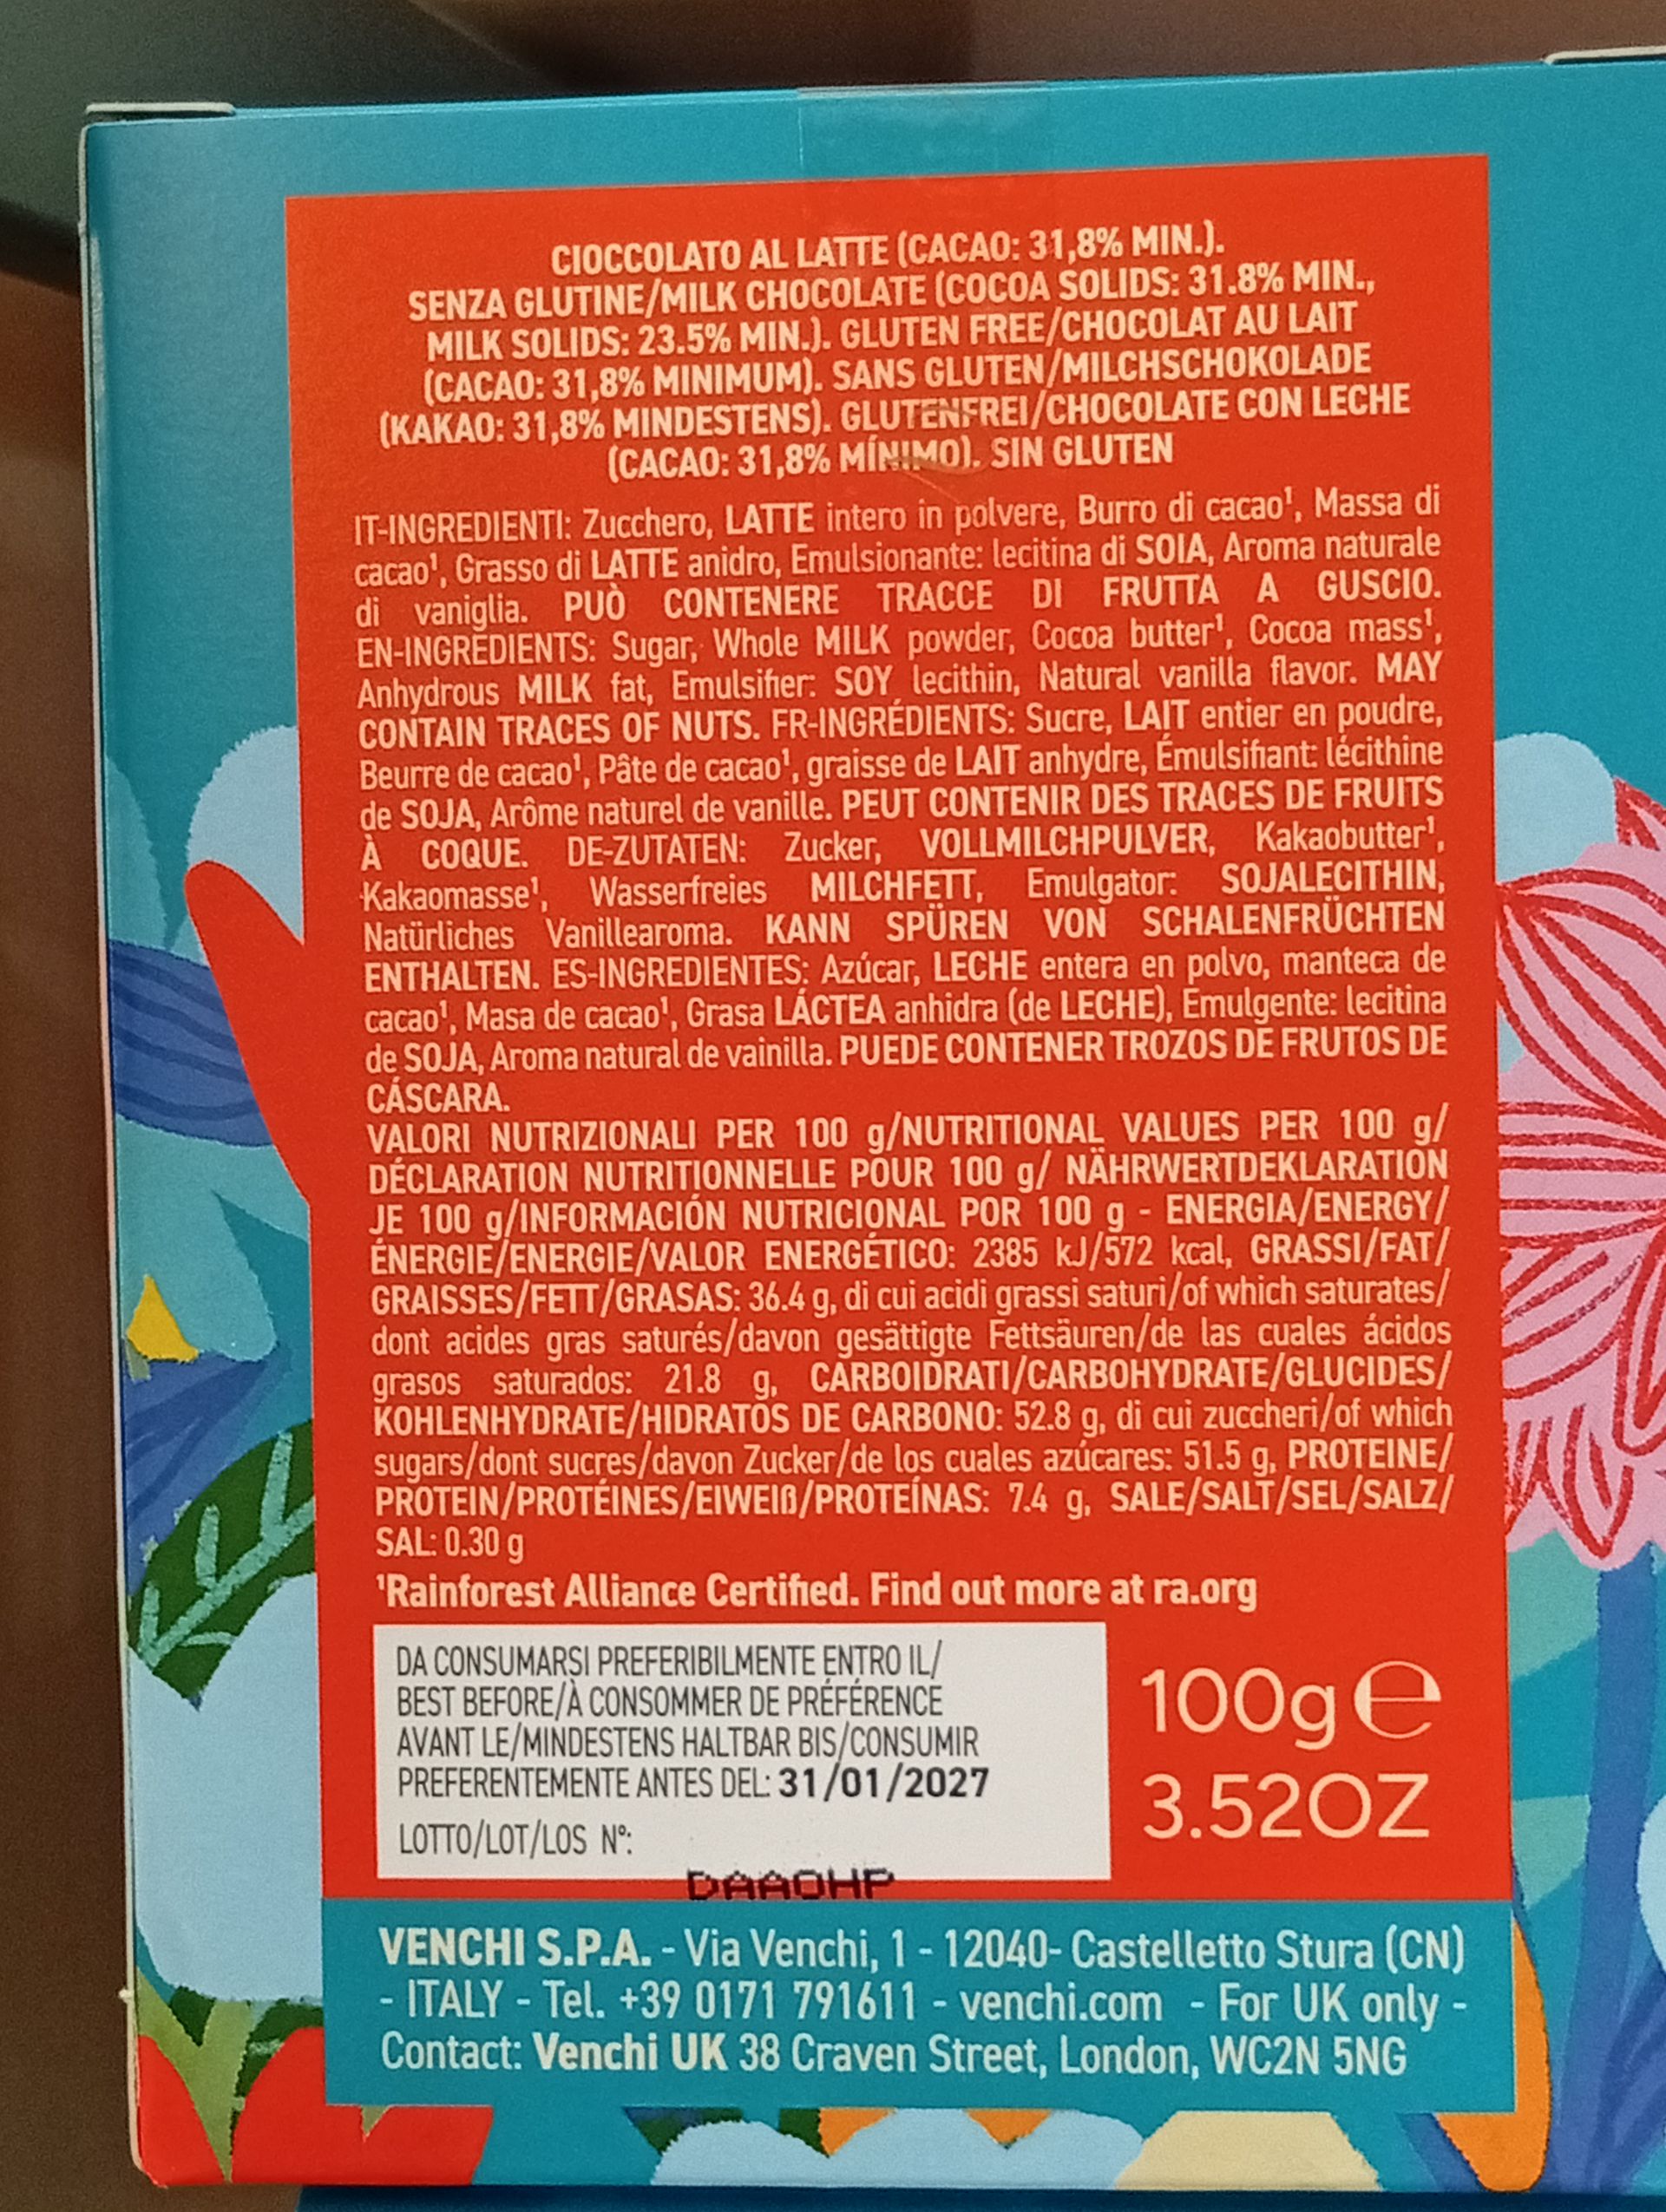 CIOCCOLATO AL LATTE (CACAO: 31,8% MIN.).
SENZA GLUTINE/MILK CHOCOLATE (COCOA SOLIDS: 31.8% MIN.,
MILK SOLIDS: 23.5% MIN.). GLUTEN FREE/CHOCOLAT AU LAIT
(CACAO: 31,8% MINIMUM). SANS GLUTEN/MILCHSCHOKOLADE
(KAKAO: 31,8% MINDESTENS). GLUTENFREI/CHOCOLATE CON LECHE
(CACAO: 31,8% MÍNIMO). SIN GLUTEN
IT-INGREDIENTI: Zucchero, LATTE intero in polvere, Burro di cacao¹, Massa di
cacao¹, Grasso di LATTE anidro, Emulsionante: lecitina di SOIA, Aroma naturale
di vaniglia. PUÒ CONTENERE TRACCE DI FRUTTA A GUSCIO.
EN-INGREDIENTS: Sugar, Whole MILK powder, Cocoa butter¹, Cocoa mass¹,
Anhydrous MILK fat, Emulsifier: SOY lecithin, Natural vanilla flavor. MAY
CONTAIN TRACES OF NUTS. FR-INGRÉDIENTS: Sucre, LAIT entier en poudre,
Beurre de cacao¹, Pâte de cacao¹, graisse de LAIT anhydre, Émulsifiant: lécithine
de SOJA, Arôme naturel de vanille. PEUT CONTENIR DES TRACES DE FRUITS
À COQUE. DE-ZUTATEN: Zucker, VOLLMILCHPULVER, Kakaobutter¹,
Kakaomasse¹, Wasserfreies MILCHFETT, Emulgator: SOJALECITHIN,
Natürliches Vanillearoma. KANN SPÜREN VON SCHALENFRÜCHTEN
ENTHALTEN. ES-INGREDIENTES: Azúcar, LECHE entera en polvo, manteca de
cacao¹, Masa de cacao¹, Grasa LÁCTEA anhidra (de LECHE), Emulgente: lecitina
de SOJA, Aroma natural de vainilla. PUEDE CONTENER TROZOS DE FRUTOS DE
CÁSCARA.
VALORI NUTRIZIONALI PER 100 g/NUTRITIONAL VALUES PER 100 g/
DÉCLARATION NUTRITIONNELLE POUR 100 g/ NÄHRWERTDEKLARATION
JE 100 g/INFORMACIÓN NUTRICIONAL POR 100 g - ENERGIA/ENERGY/
ÉNERGIE/ENERGIE/VALOR ENERGÉTICO: 2385 kJ/572 kcal, GRASSI/FAT/
GRAISSES/FETT/GRASAS: 36.4 g, di cui acidi grassi saturi/of which saturates/
dont acides gras saturés/davon gesättigte Fettsäuren/de las cuales ácidos
grasos saturados: 21.8 g, CARBOIDRATI/CARBOHYDRATE/GLUCIDES/
KOHLENHYDRATE/HIDRATOS DE CARBONO: 52.8 g, di cui zuccheri/of which
sugars/dont sucres/davon Zucker/de los cuales azúcares: 51.5 g, PROTEINE/
PROTEIN/PROTÉINES/EIWEIß/PROTEÍNAS: 7.4 g, SALE/SALT/SEL/SALZ/
SAL: 0.30 g
¹Rainforest Alliance Certified. Find out more at ra.org
DA CONSUMARSI PREFERIBILMENTE ENTRO IL/
BEST BEFORE/À CONSOMMER DE PRÉFÉRENCE
AVANT LE/MINDESTENS HALTBAR BIS/CONSUMIR
PREFERENTEMENTE ANTES DEL: 31/01/2027
LOTTO/LOT/LOS N°:
DAAOHP
100g e
3.52OZ
VENCHI S.P.A. - Via Venchi, 1 - 12040- Castelletto Stura (CN)
- ITALY - Tel. +39 0171 791611 - venchi.com - For UK only -
Contact: Venchi UK 38 Craven Street, London, WC2N 5NG